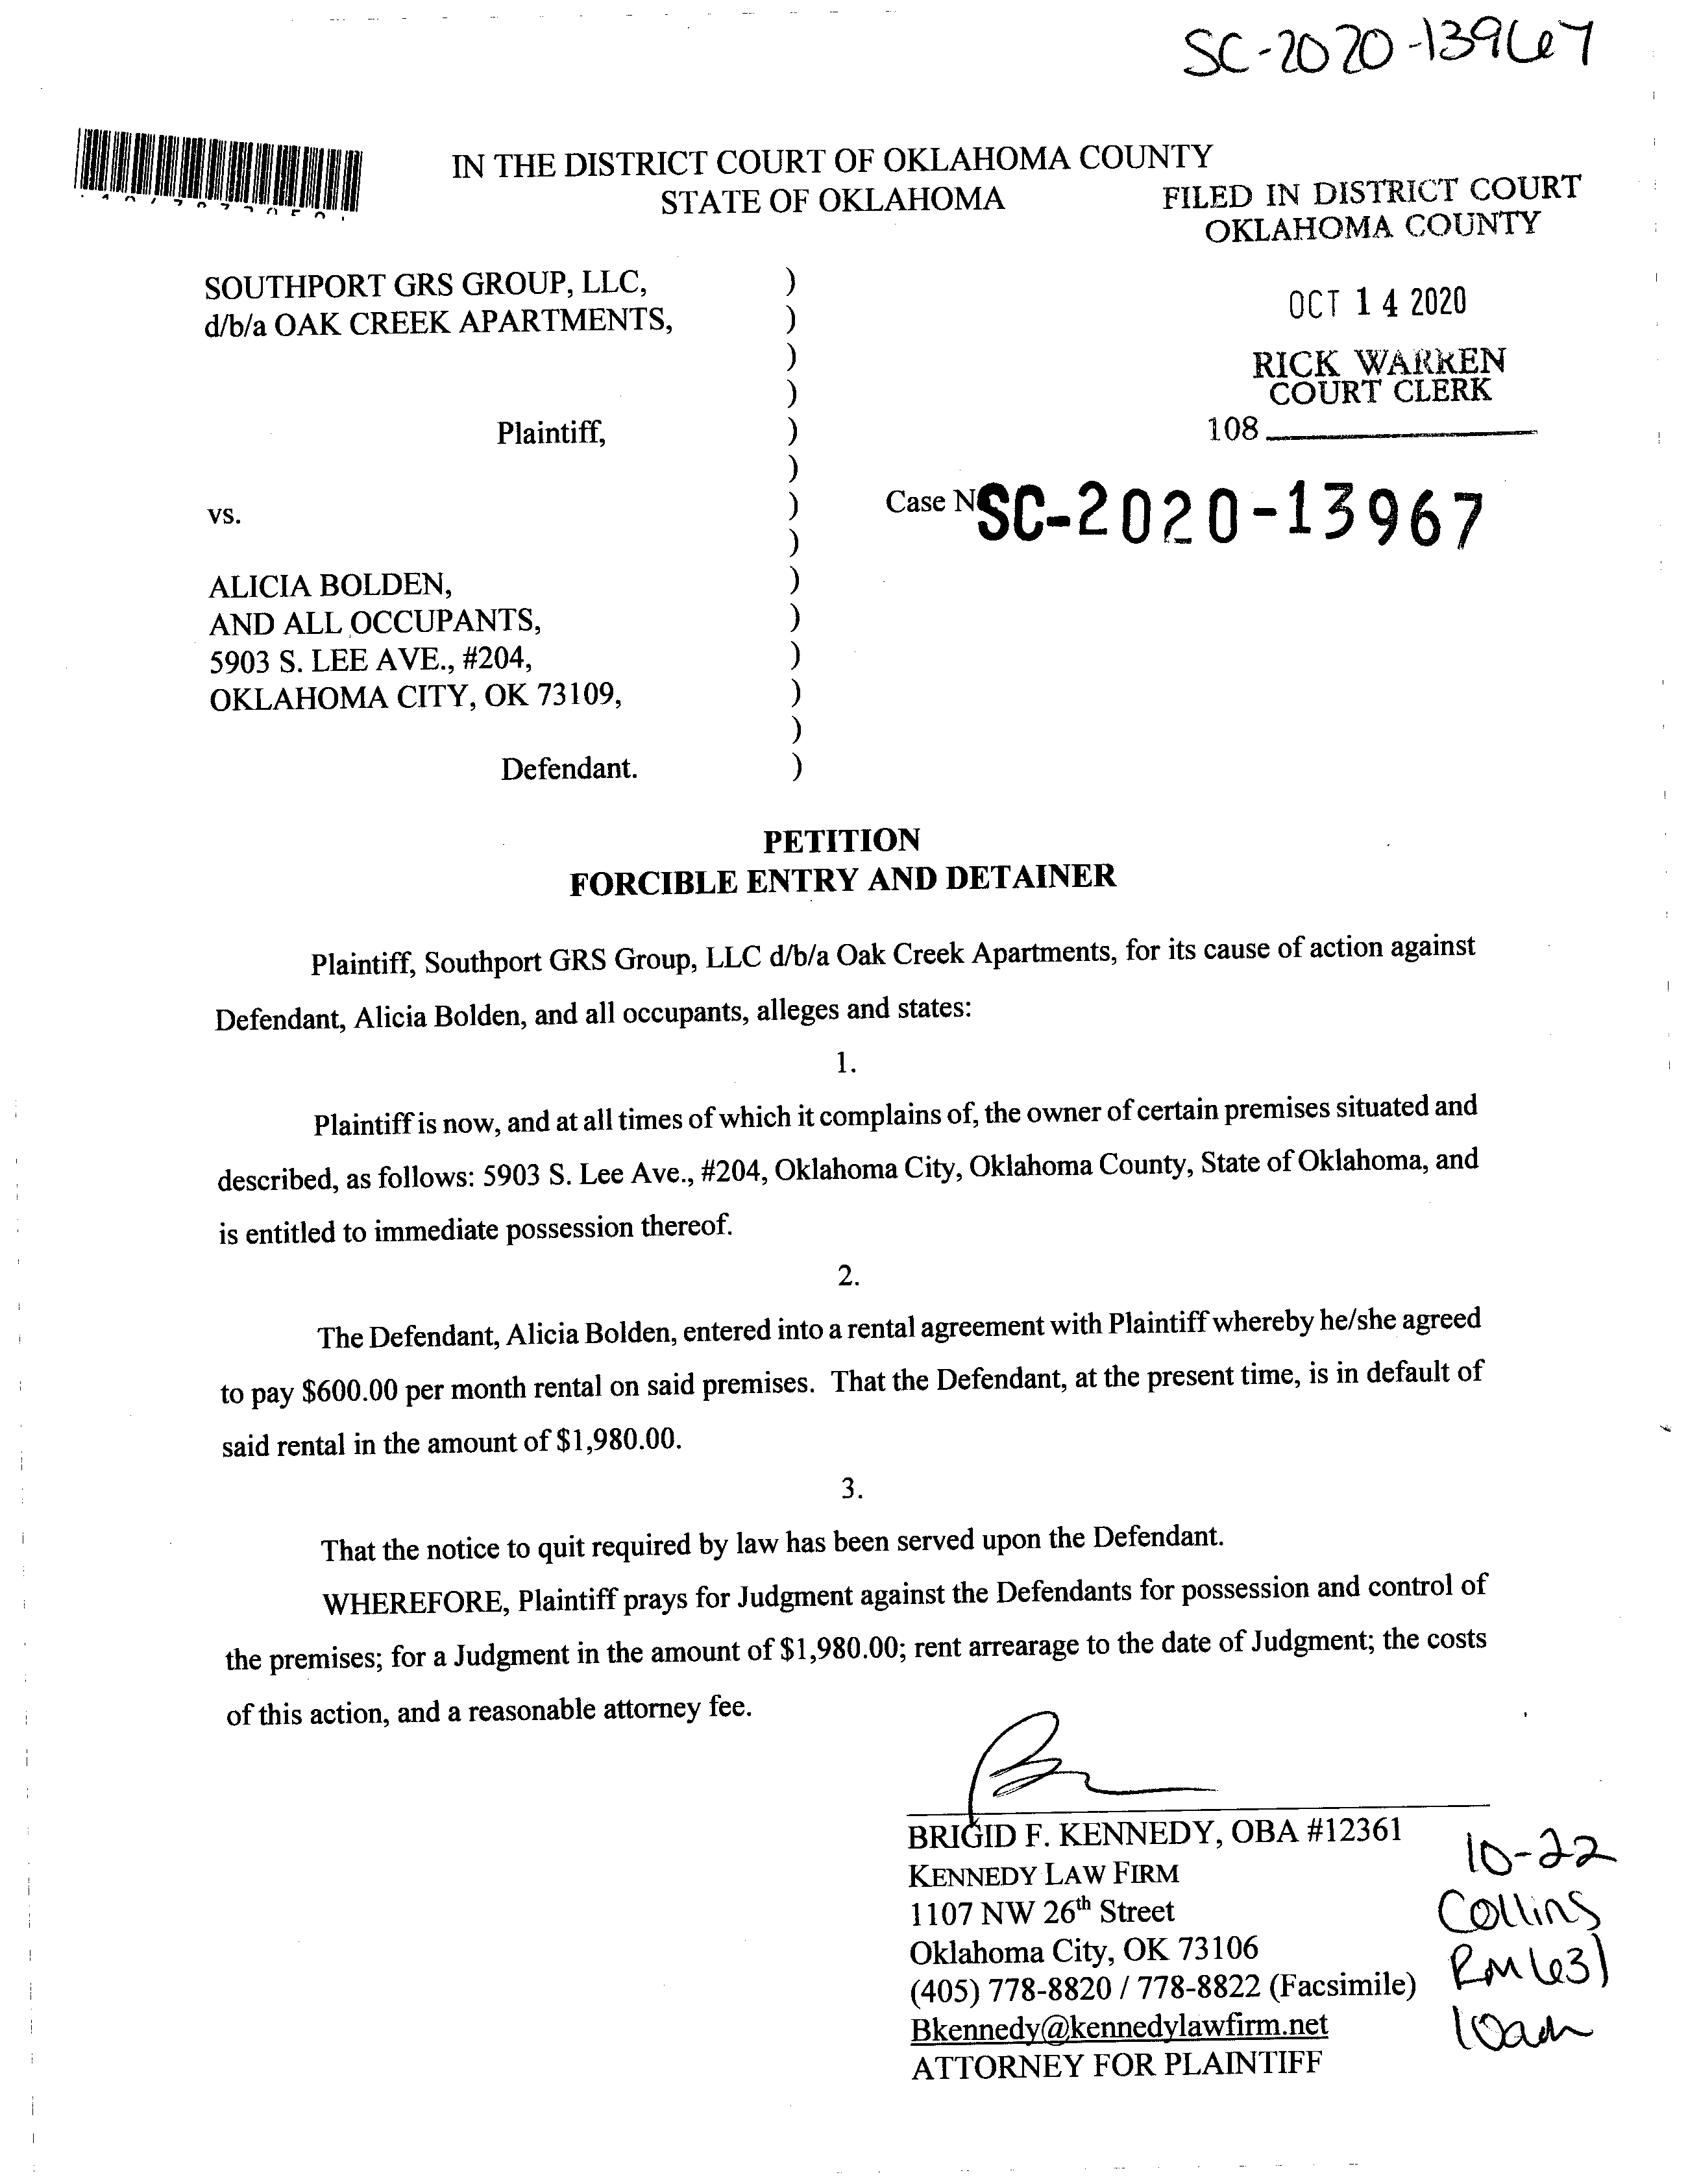 SC-2020-13967
IN THE DISTRICT COURT OF OKLAHOMA COUNTY
STATE OF OKLAHOMA
FILED IN DISTRICT COURT
OKLAHOMA COUNTY
OCT 14 2020
RICK WARREN
COURT CLERK
108
SOUTHPORT GRS GROUP, LLC, )
d/b/a OAK CREEK APARTMENTS, )
)
)
Plaintiff, )
)
vs. )
)
Case N SC-2020-13967
ALICIA BOLDEN, )
AND ALL OCCUPANTS, )
5903 S. LEE AVE., #204, )
OKLAHOMA CITY, OK 73109, )
)
Defendant. )
PETITION
FORCIBLE ENTRY AND DETAINER
Plaintiff, Southport GRS Group, LLC d/b/a Oak Creek Apartments, for its cause of action against
Defendant, Alicia Bolden, and all occupants, alleges and states:
1.
Plaintiff is now, and at all times of which it complains of, the owner of certain premises situated and
described, as follows: 5903 S. Lee Ave., #204, Oklahoma City, Oklahoma County, State of Oklahoma, and
is entitled to immediate possession thereof.
2.
The Defendant, Alicia Bolden, entered into a rental agreement with Plaintiff whereby he/she agreed
to pay $600.00 per month rental on said premises. That the Defendant, at the present time, is in default of
said rental in the amount of $1,980.00.
3.
That the notice to quit required by law has been served upon the Defendant.
WHEREFORE, Plaintiff prays for Judgment against the Defendants for possession and control of
the premises; for a Judgment in the amount of $1,980.00; rent arrearage to the date of Judgment; the costs
of this action, and a reasonable attorney fee.
BRIGID F. KENNEDY, OBA #12361
KENNEDY LAW FIRM
1107 NW 26th Street
Oklahoma City, OK 73106
(405) 778-8820 / 778-8822 (Facsimile)
Bkennedy@kennedylawfirm.net
ATTORNEY FOR PLAINTIFF
10-22
Collins
RM 631
10am